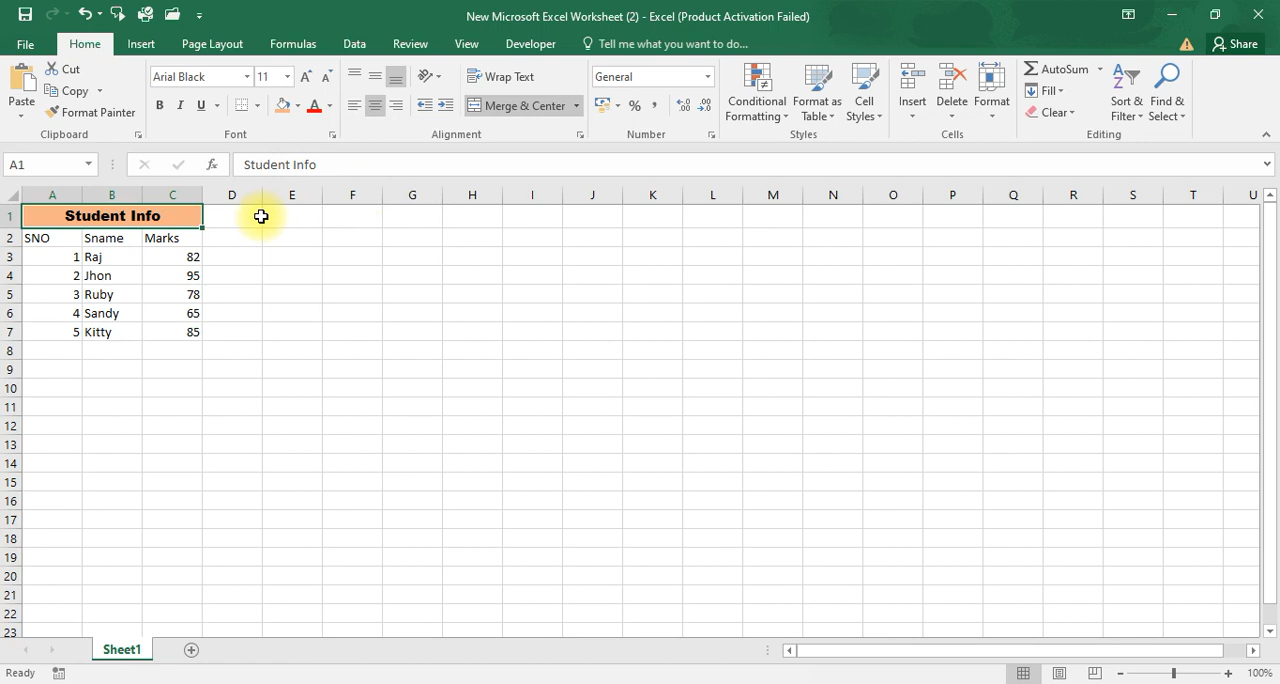 New Microsoft Excel Worksheet (2) - Excel (Product Activation Failed)
File Home Insert Page Layout Formulas Data Review View Developer Tell me what you want to do... Share
Paste
Cut
Copy
Format Painter
Clipboard
Arial Black 11
B I U
Font
Wrap Text
Merge & Center
Alignment
General
%
Number
Conditional Formatting
Format as Table
Cell Styles
Styles
Insert Delete Format
Cells
AutoSum
Fill
Clear
Sort & Filter
Find & Select
Editing
A1 fx Student Info
A B C D E F G H I J K L M N O P Q R S T U
1 Student Info
2 SNO Sname Marks
3 1 Raj 82
4 2 Jhon 95
5 3 Ruby 78
6 4 Sandy 65
7 5 Kitty 85
8
9
10
11
12
13
14
15
16
17
18
19
20
21
22
23
Sheet1
Ready 100%